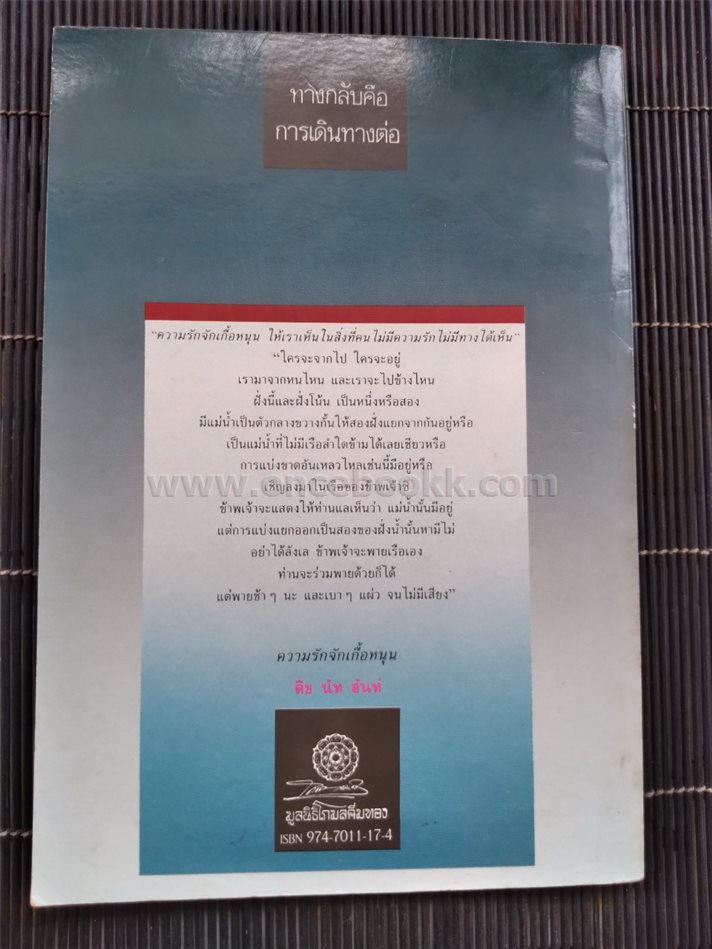 ทางกลับคือ
การเดินทางต่อ
“ความรักจักเกื้อหนุน ให้เราเห็นในสิ่งที่คนไม่มีความรักไม่มีทางได้เห็น”
“ใครจะจากไป ใครจะอยู่
เรามาจากหนไหน และเราจะไปข้างไหน
ฝั่งนี้และฝั่งโน้น เป็นหนึ่งหรือสอง
มีแม่น้ำเป็นตัวกลางขวางกั้นให้สองฝั่งแยกจากกันอยู่หรือ
เป็นแม่น้ำที่ไม่มีเรือลำใดข้ามได้เลยเชียวหรือ
การแบ่งขาดอันเหลวไหลเช่นนี้มีอยู่หรือ
เชิญลงมาในเรือของข้าพเจ้าซี
www.oncebookk.com
ข้าพเจ้าจะแสดงให้ท่านแลเห็นว่า แม่น้ำนั้นมีอยู่
แต่การแบ่งแยกออกเป็นสองของฝั่งน้ำนั้นหามีไม่
อย่าได้ลังเล ข้าพเจ้าจะพายเรือเอง
ท่านจะร่วมพายด้วยก็ได้
แต่พายช้า ๆ นะ และเบา ๆ แผ่ว จนไม่มีเสียง”
ความรักจักเกื้อหนุน
ติช นัท ฮันห์
มูลนิธิโกมลคีมทอง
ISBN 974-7011-17-4